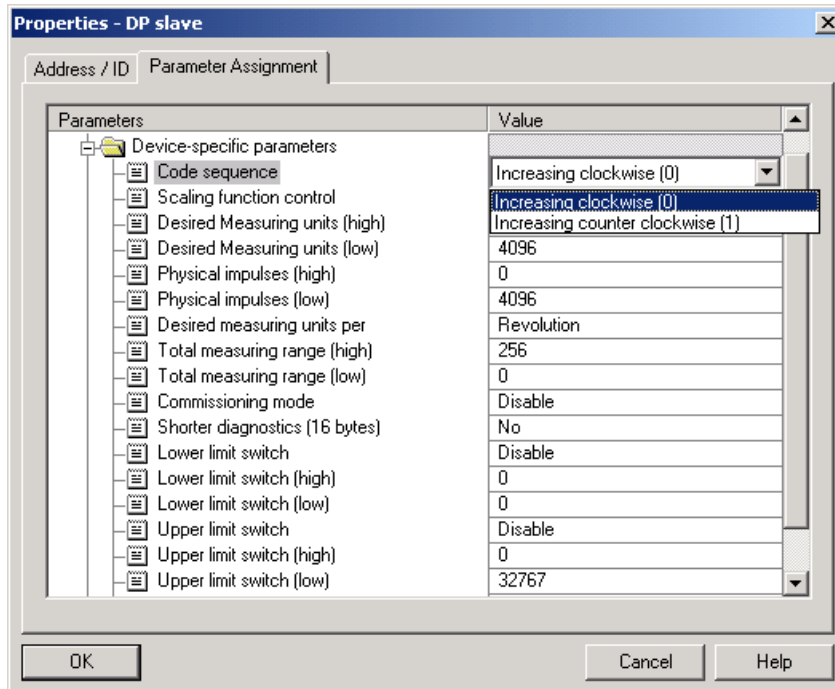 Properties - DP slave
Address / ID Parameter Assignment
Parameters Value
Device-specific parameters
Code sequence Increasing clockwise (0)
Scaling function control Increasing clockwise (0)
Desired Measuring units (high) Increasing counter clockwise (1)
Desired Measuring units (low) 4096
Physical impulses (high) 0
Physical impulses (low) 4096
Desired measuring units per Revolution
Total measuring range (high) 256
Total measuring range (low) 0
Commissioning mode Disable
Shorter diagnostics (16 bytes) No
Lower limit switch Disable
Lower limit switch (high) 0
Lower limit switch (low) 0
Upper limit switch Disable
Upper limit switch (high) 0
Upper limit switch (low) 32767
OK Cancel Help